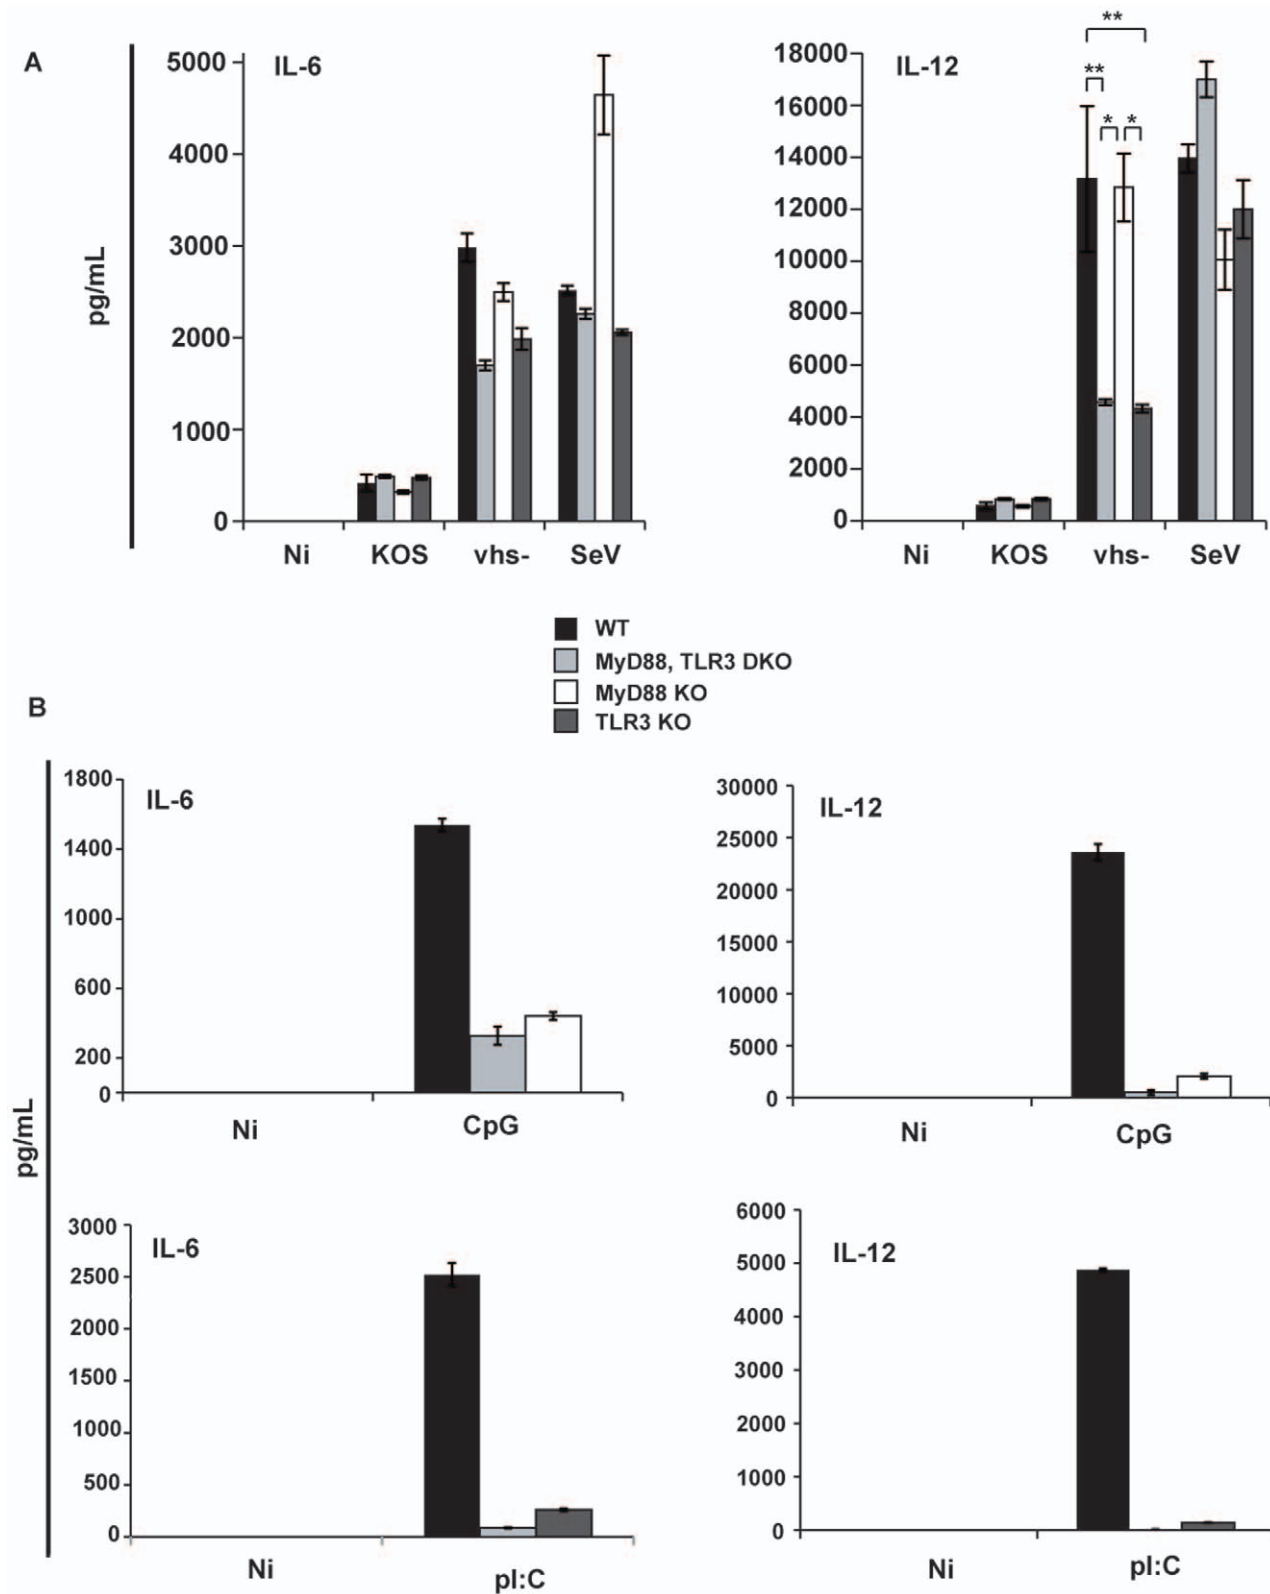 A
IL-6
5000
4000
3000
2000
1000
0
pg/mL
Ni KOS vhs- SeV
IL-12
18000
16000
14000
12000
10000
8000
6000
4000
2000
0
**
**
* *
Ni KOS vhs- SeV
WT
MyD88, TLR3 DKO
MyD88 KO
TLR3 KO
B
pg/mL
IL-6
1800
1400
1000
600
200
0
Ni CpG
IL-12
30000
25000
20000
15000
10000
5000
0
Ni CpG
IL-6
3000
2500
2000
1500
1000
500
0
Ni pI:C
IL-12
6000
5000
4000
3000
2000
1000
0
Ni pI:C